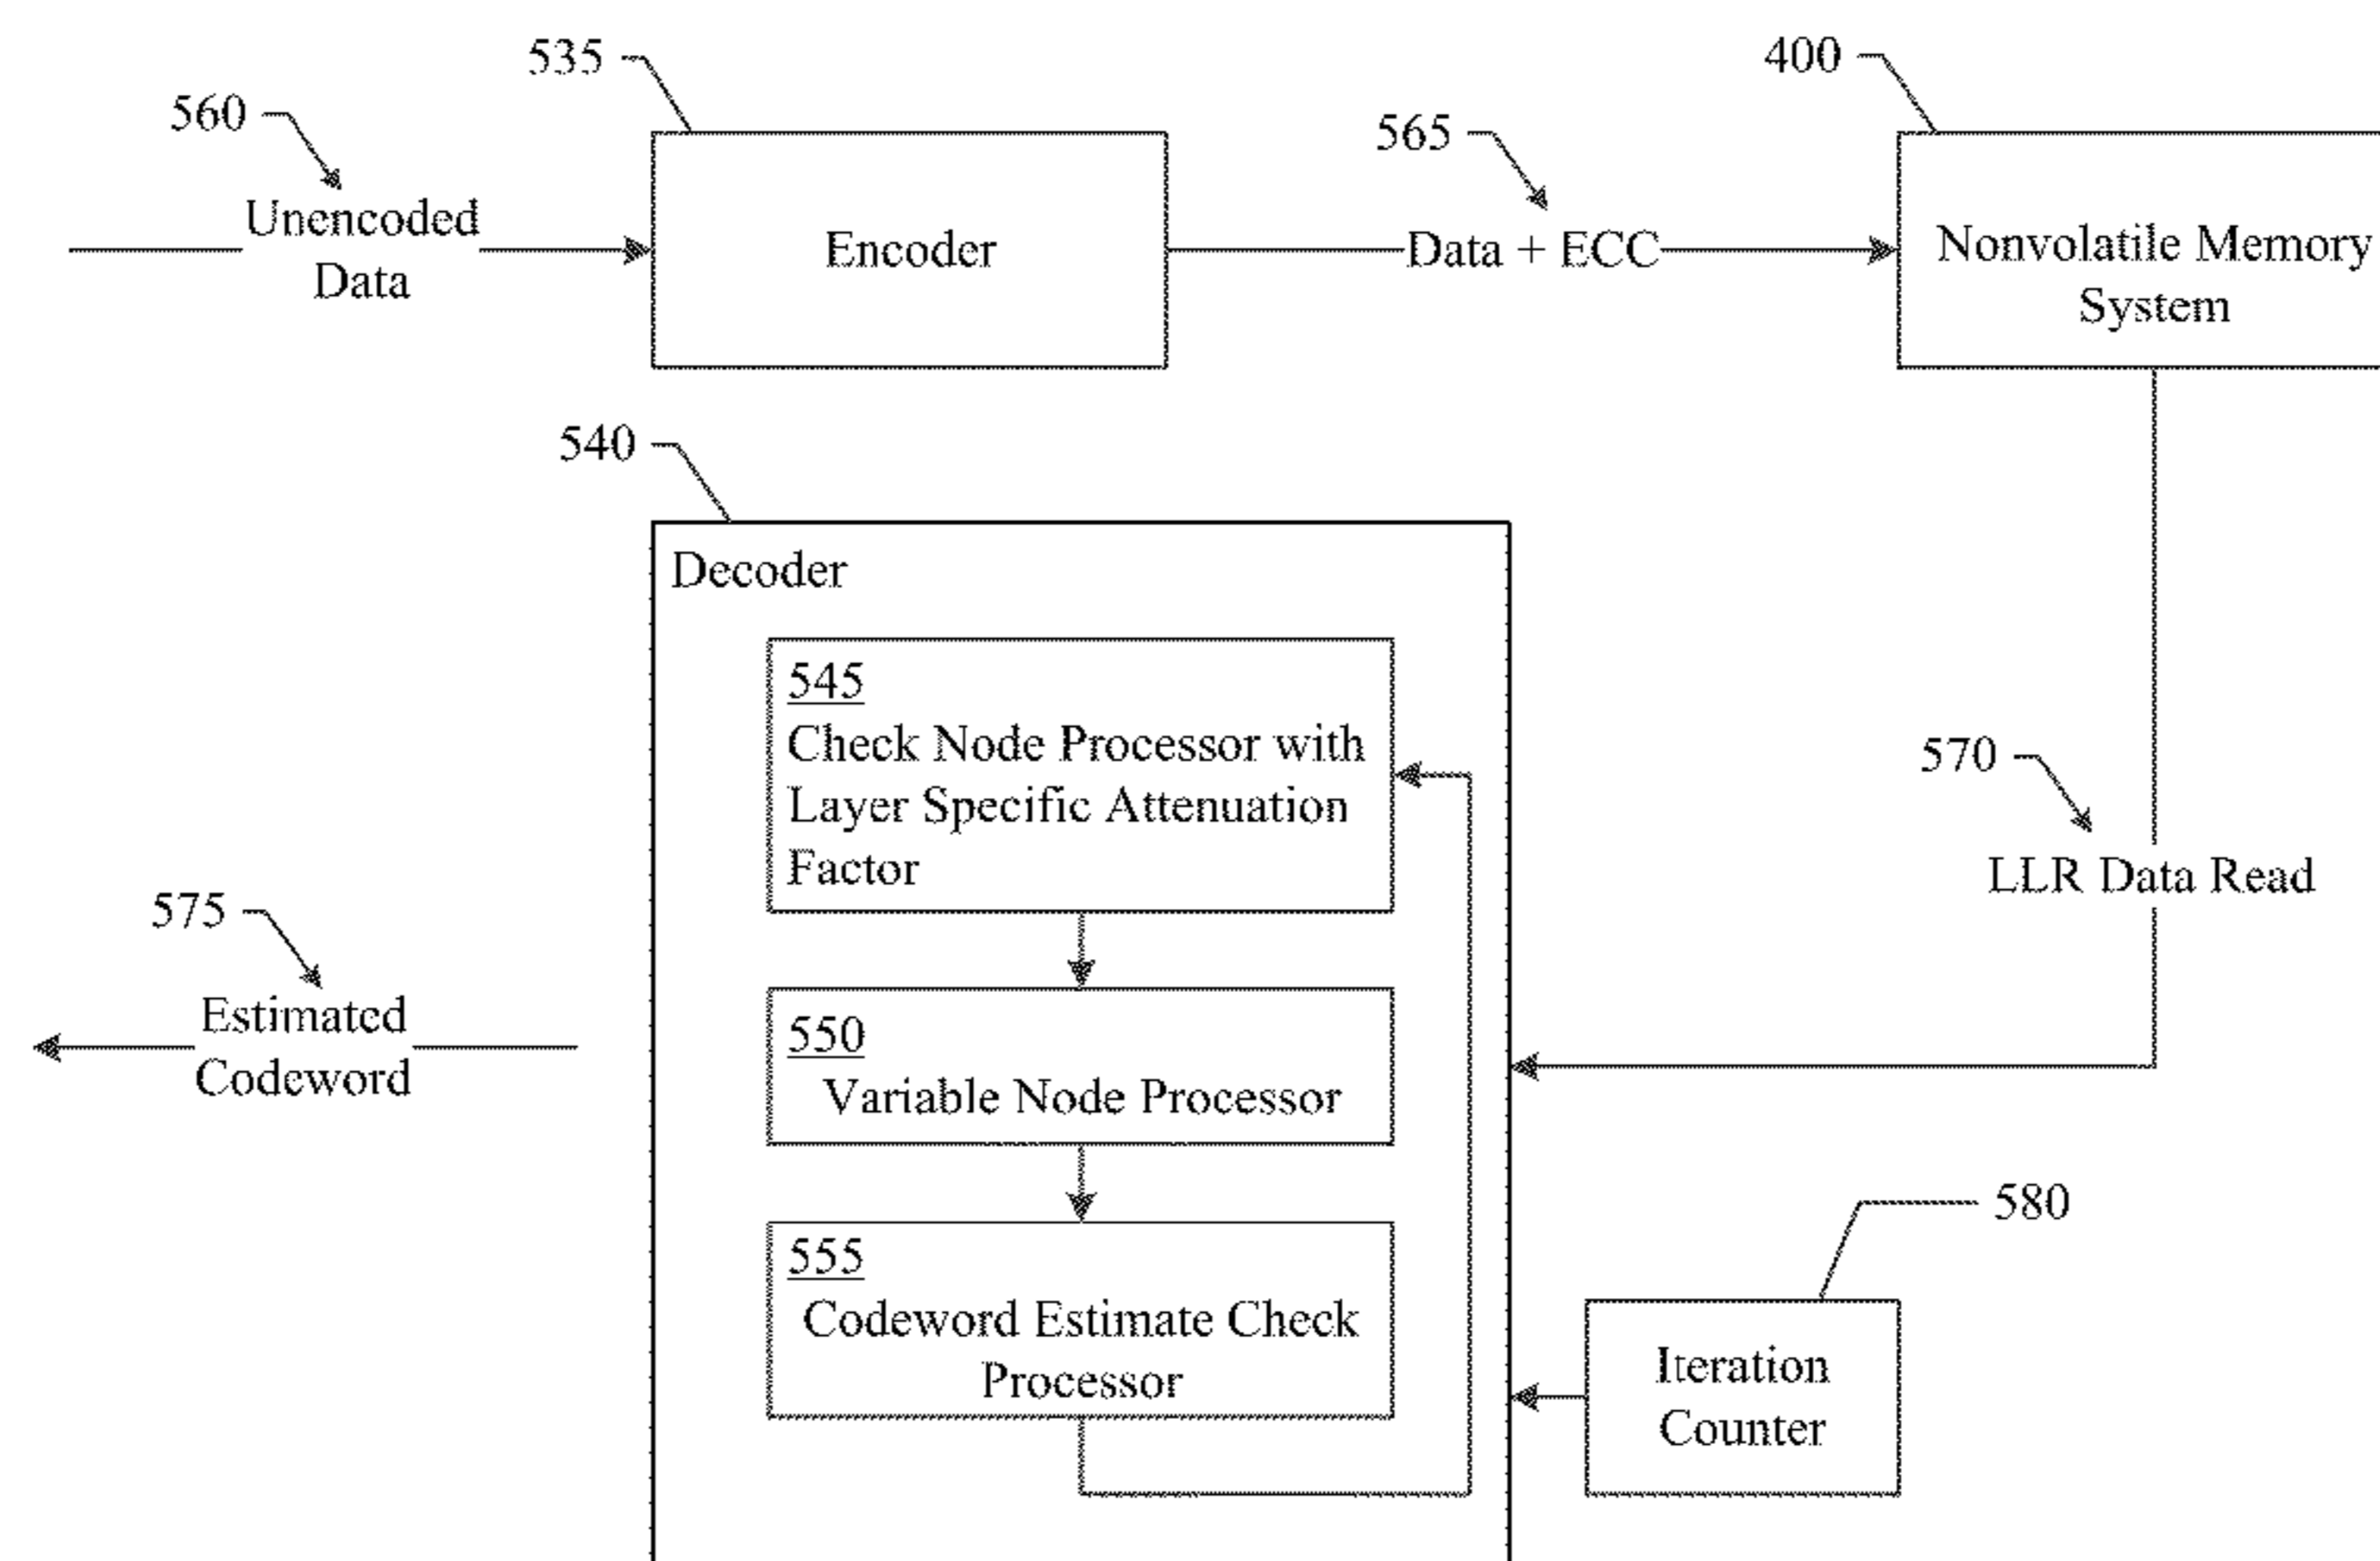 535
400
560
565
Unencoded
Data
Encoder
Data + ECC
Nonvolatile Memory
System
540
Decoder
545
Check Node Processor with
Layer Specific Attenuation
Factor
570
LLR Data Read
575
Estimated
Codeword
550
Variable Node Processor
580
555
Codeword Estimate Check
Processor
Iteration
Counter